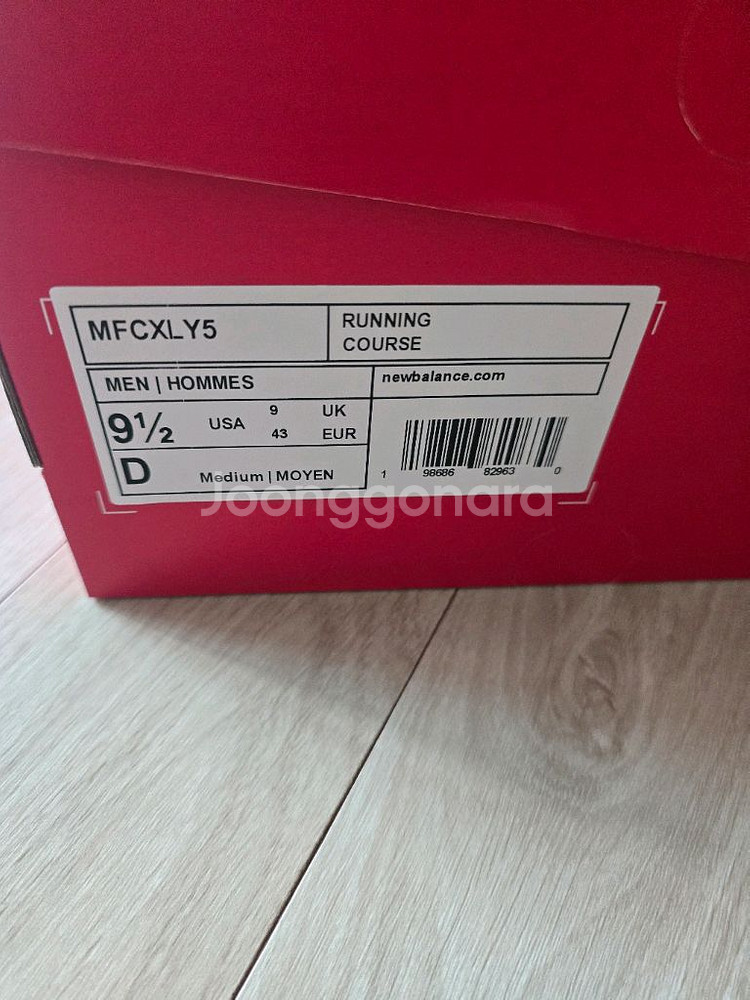 MFCXLY5
RUNNING
COURSE
MEN | HOMMES
newbalance.com
9½ USA 9 UK
43 EUR
D Medium | MOYEN
1 98686 82963 0
Joonggonara